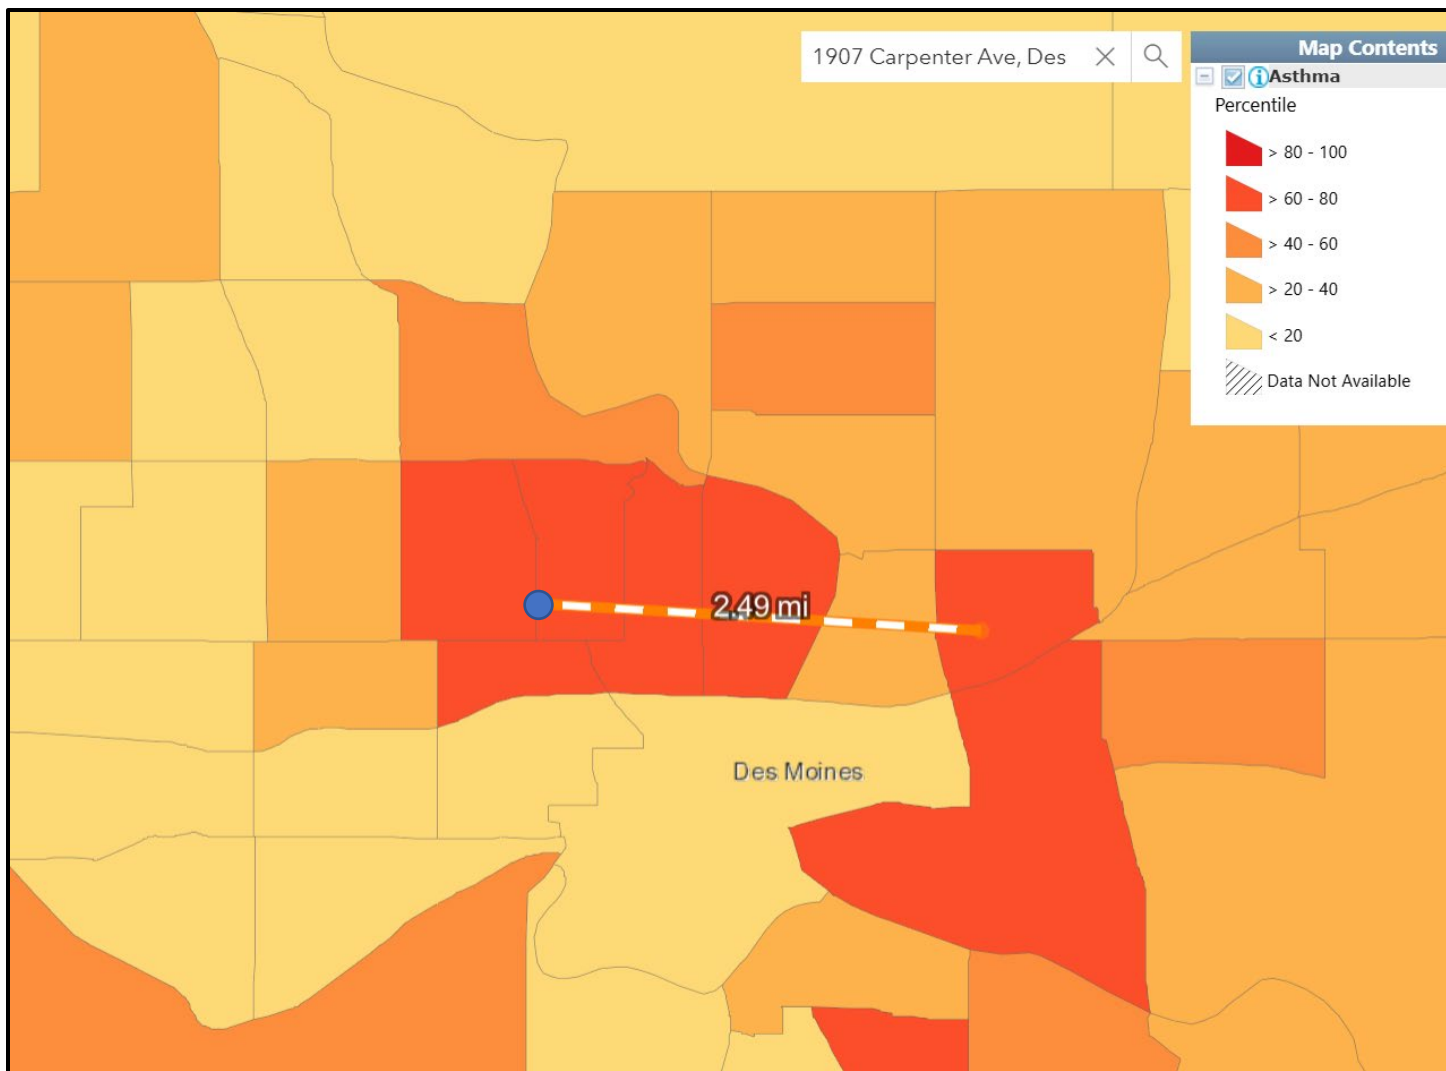 1907 Carpenter Ave, Des
Map Contents
Asthma
Percentile
> 80 - 100
> 60 - 80
> 40 - 60
> 20 - 40
< 20
Data Not Available
2.49 mi
Des Moines